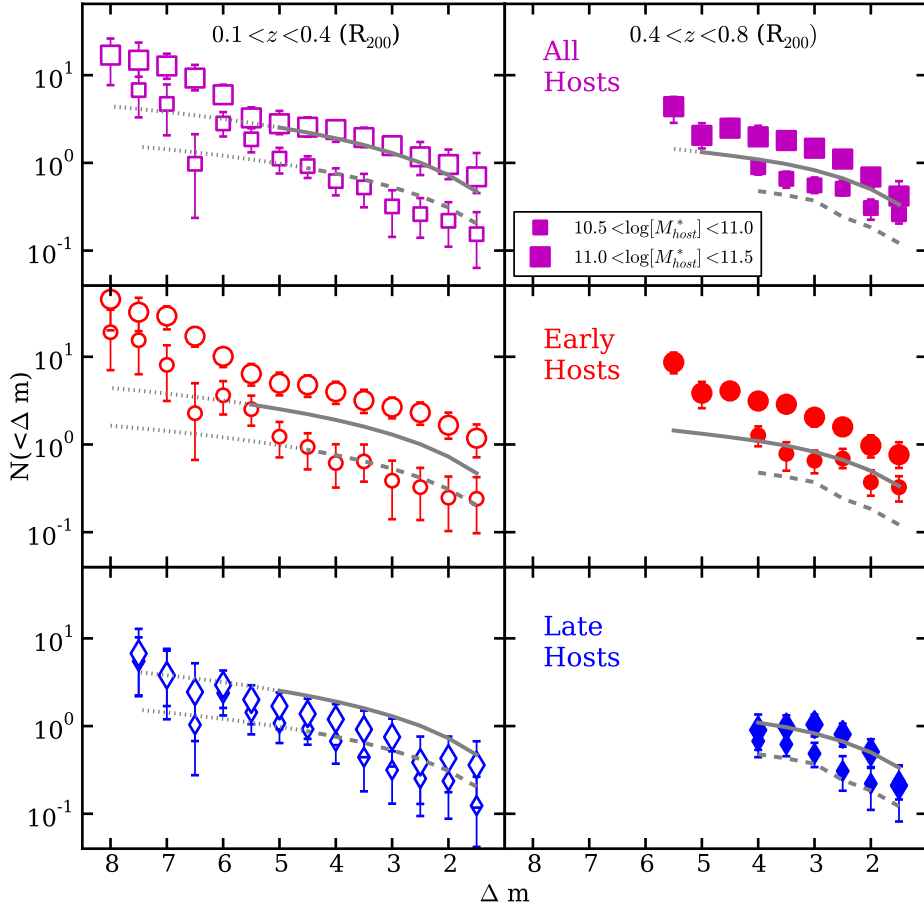 0.1 <z<0.4 (R200)
0.4 <z<0.8 (R200)
All
Hosts
10^1
10^0
10^-1
10.5 <log[M*host] <11.0
11.0 <log[M*host] <11.5
Early
Hosts
10^1
10^0
10^-1
N(<Δ m)
Late
Hosts
10^1
10^0
10^-1
8 7 6 5 4 3 2
8 7 6 5 4 3 2
Δ m